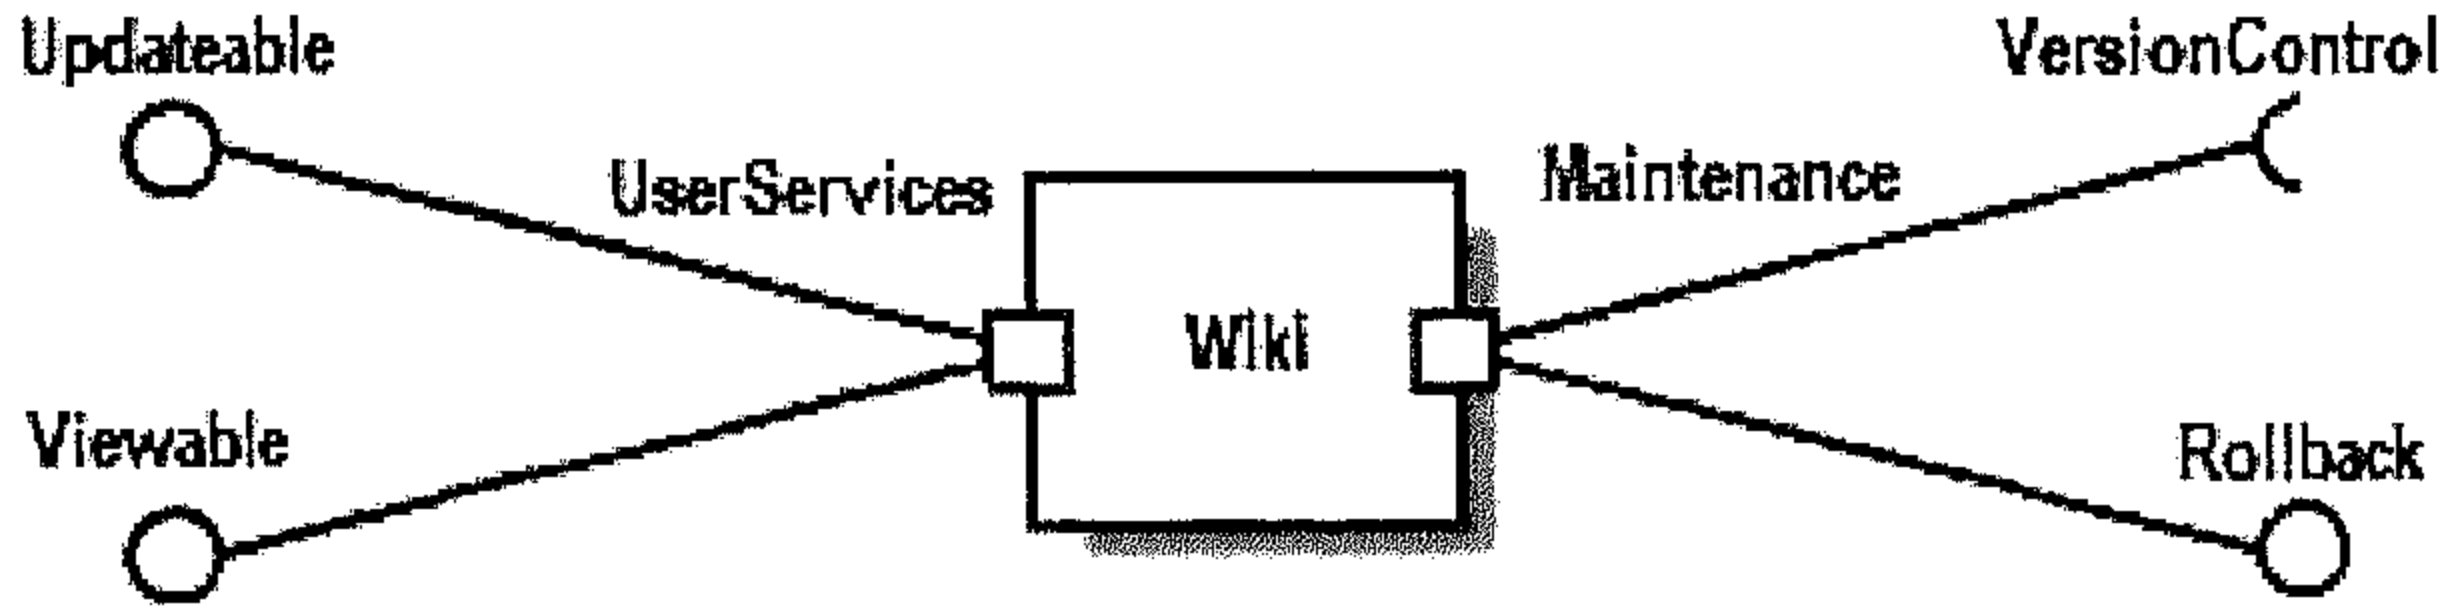 Updateable
VersionControl
UserServices
Maintenance
Wiki
Viewable
Rollback